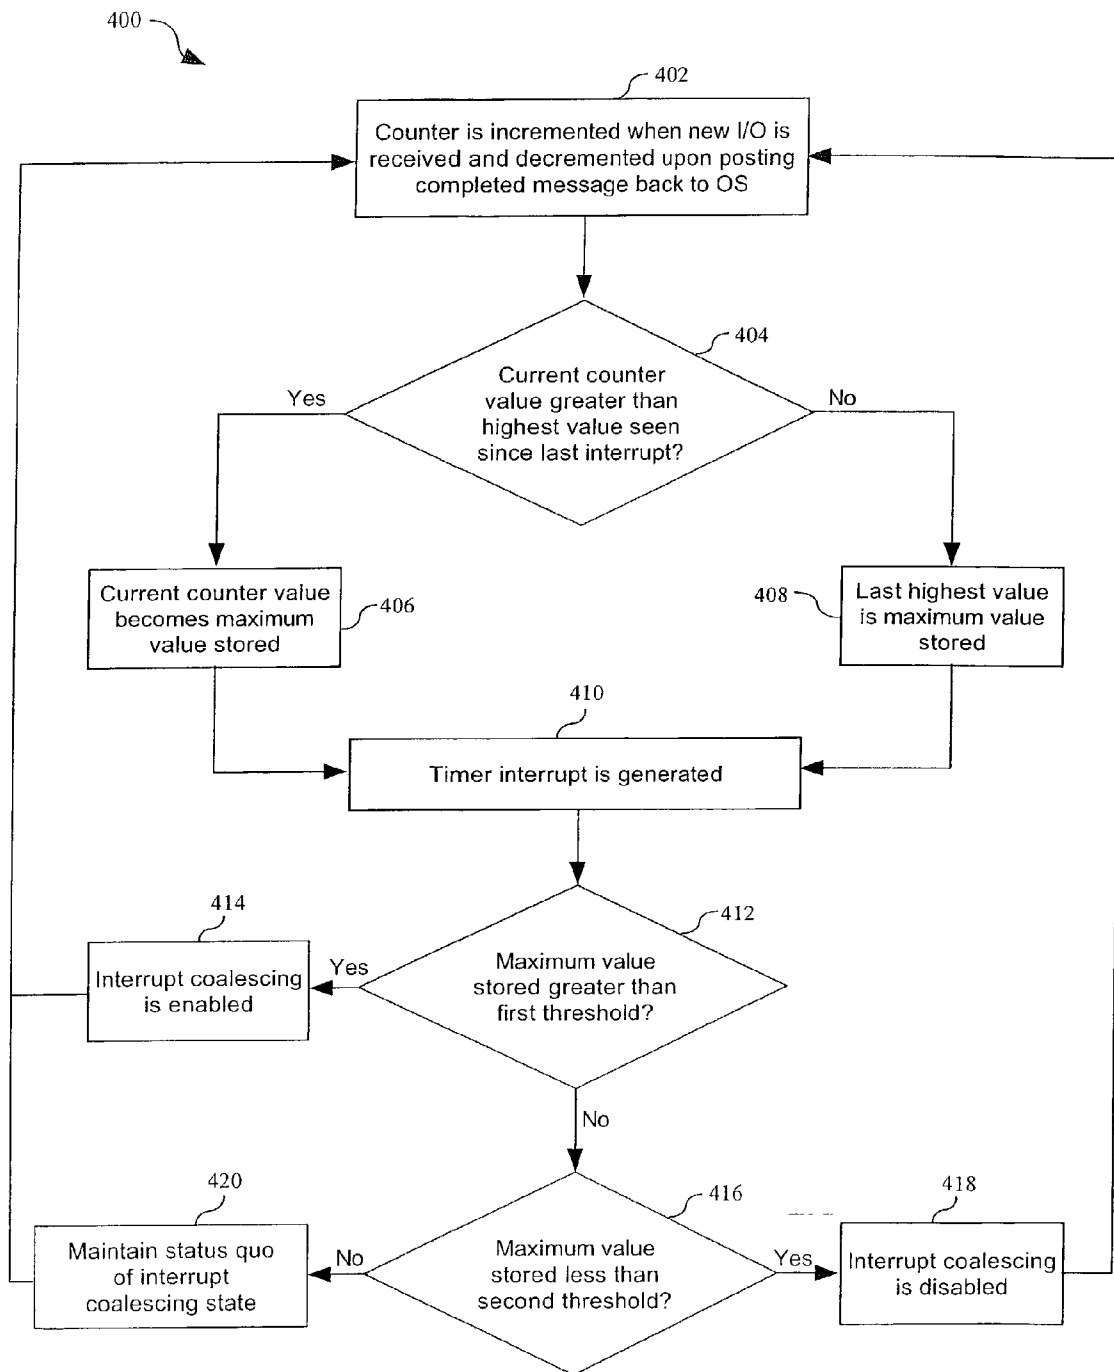 400
402
Counter is incremented when new I/O is
received and decremented upon posting
completed message back to OS
404
Current counter
value greater than
highest value seen
since last interrupt?
Yes
No
Current counter value
becomes maximum
value stored
406
408
Last highest value
is maximum value
stored
410
Timer interrupt is generated
412
Maximum value
stored greater than
first threshold?
414
Yes
Interrupt coalescing
is enabled
No
416
Maximum value
stored less than
second threshold?
420
No
Maintain status quo
of interrupt
coalescing state
Yes
418
Interrupt coalescing
is disabled